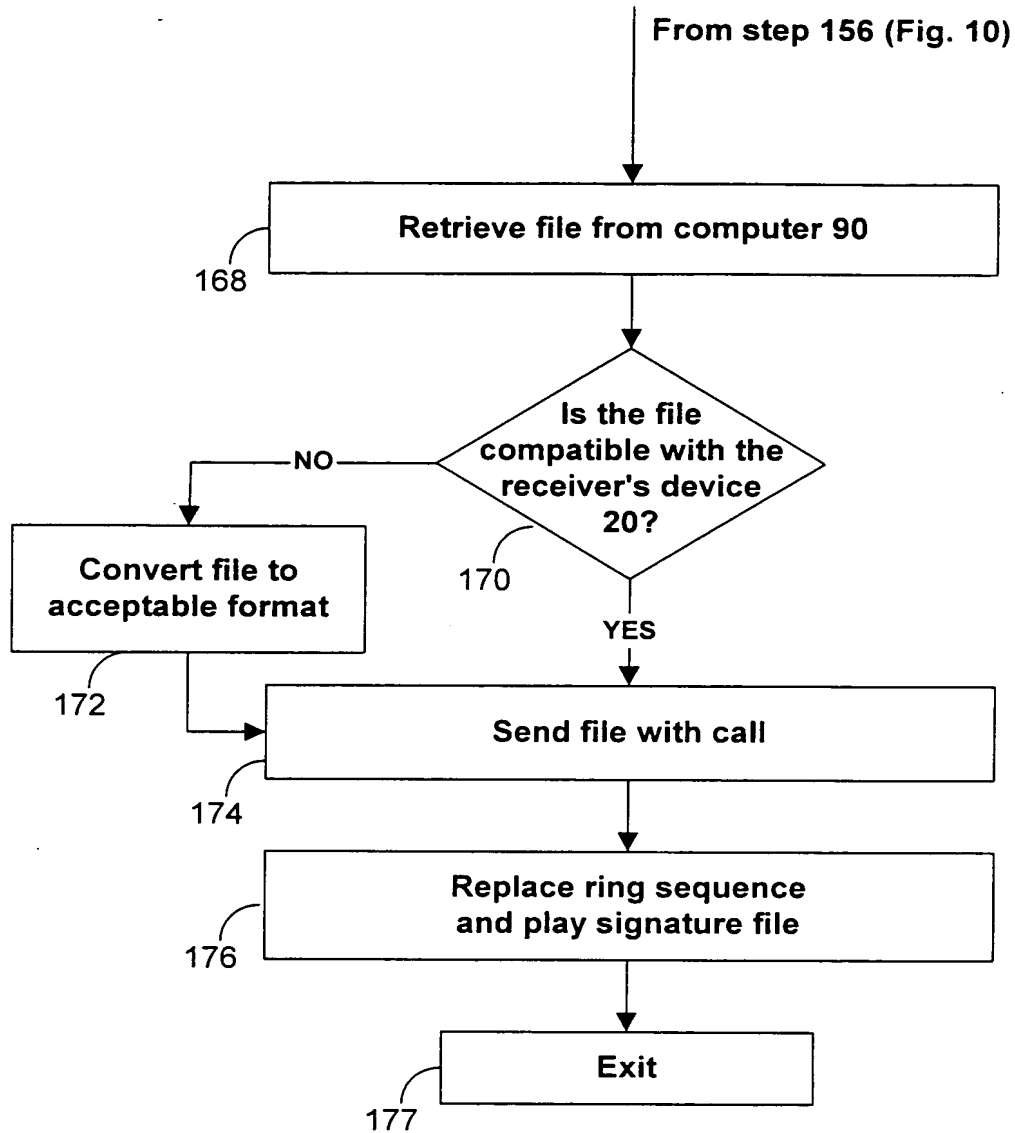 From step 156 (Fig. 10)
Retrieve file from computer 90
168
Is the file
compatible with the
receiver's device
20?
NO
170
Convert file to
acceptable format
172
YES
Send file with call
174
Replace ring sequence
and play signature file
176
Exit
177